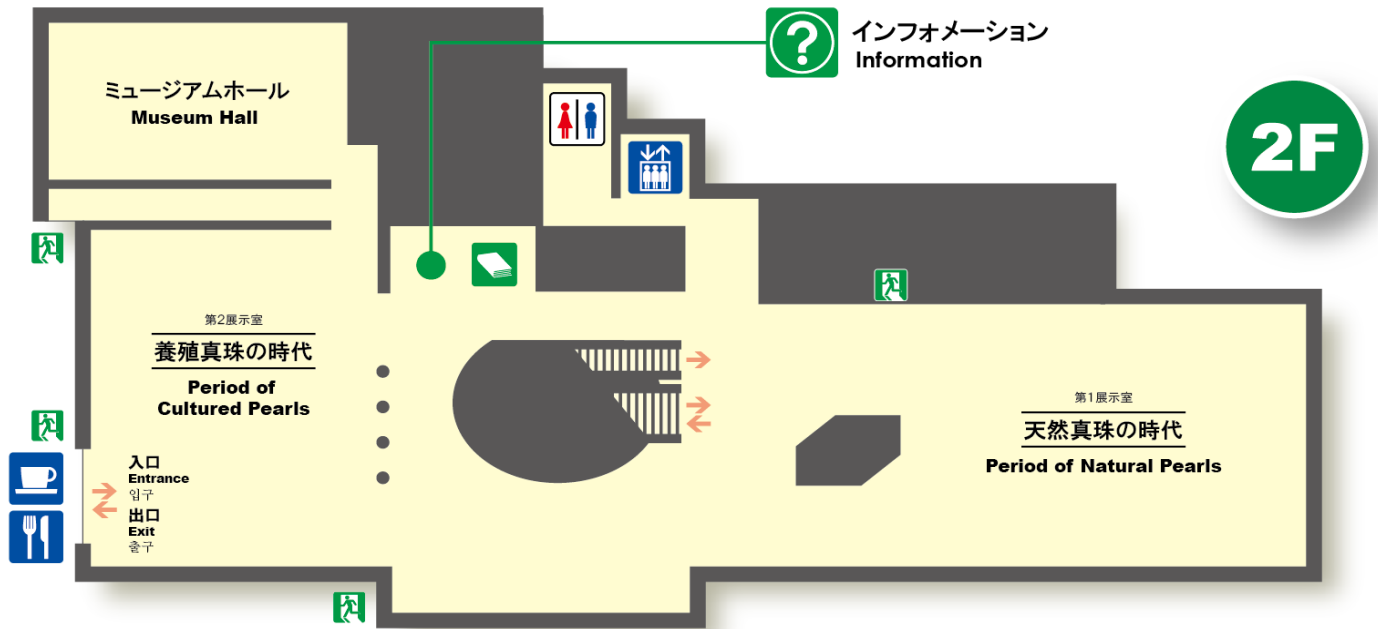 インフォメーション
Information
ミュージアムホール
Museum Hall
2F
第2展示室
養殖真珠の時代
Period of
Cultured Pearls
第1展示室
天然真珠の時代
Period of Natural Pearls
入口
Entrance
입구
出口
Exit
출구